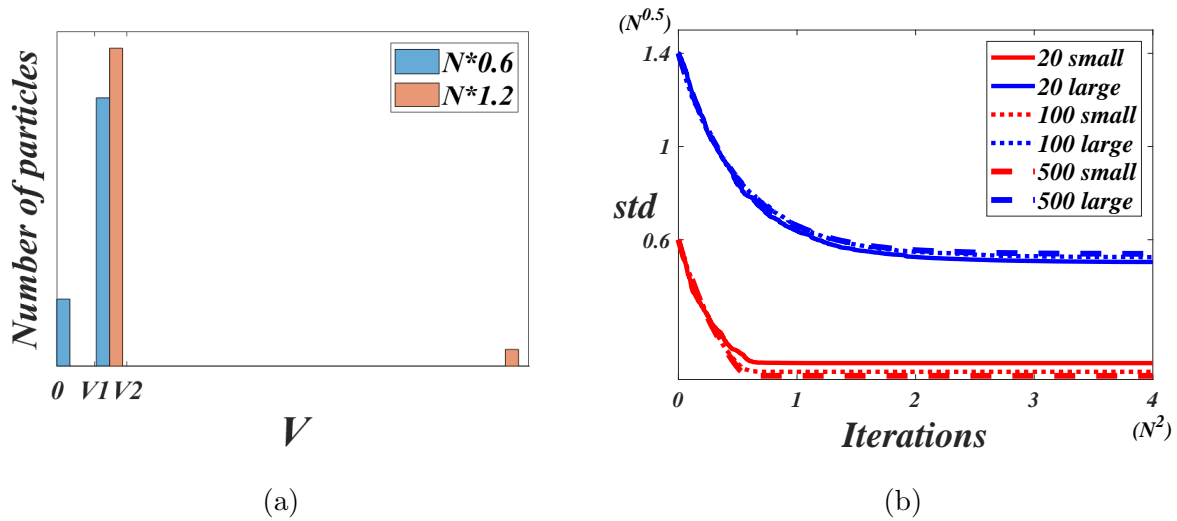 Number of particles
N*0.6
N*1.2
0 V1 V2
V
(a)
(N^0.5)
1.4
1
0.6
std
20 small
20 large
100 small
100 large
500 small
500 large
0 1 2 3 4
Iterations
(N^2)
(b)